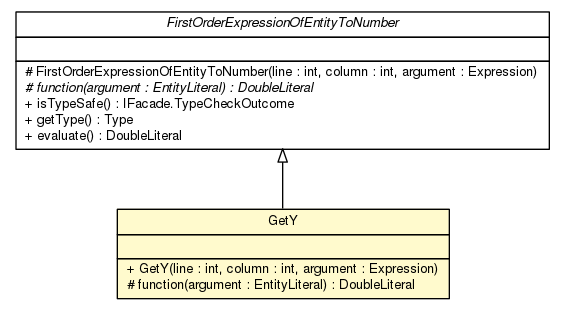 FirstOrderExpressionOfEntityToNumber
# FirstOrderExpressionOfEntityToNumber(line : int, column : int, argument : Expression)
# function(argument : EntityLiteral) : DoubleLiteral
+ isTypeSafe() : IFacade.TypeCheckOutcome
+ getType() : Type
+ evaluate() : DoubleLiteral
GetY
+ GetY(line : int, column : int, argument : Expression)
# function(argument : EntityLiteral) : DoubleLiteral